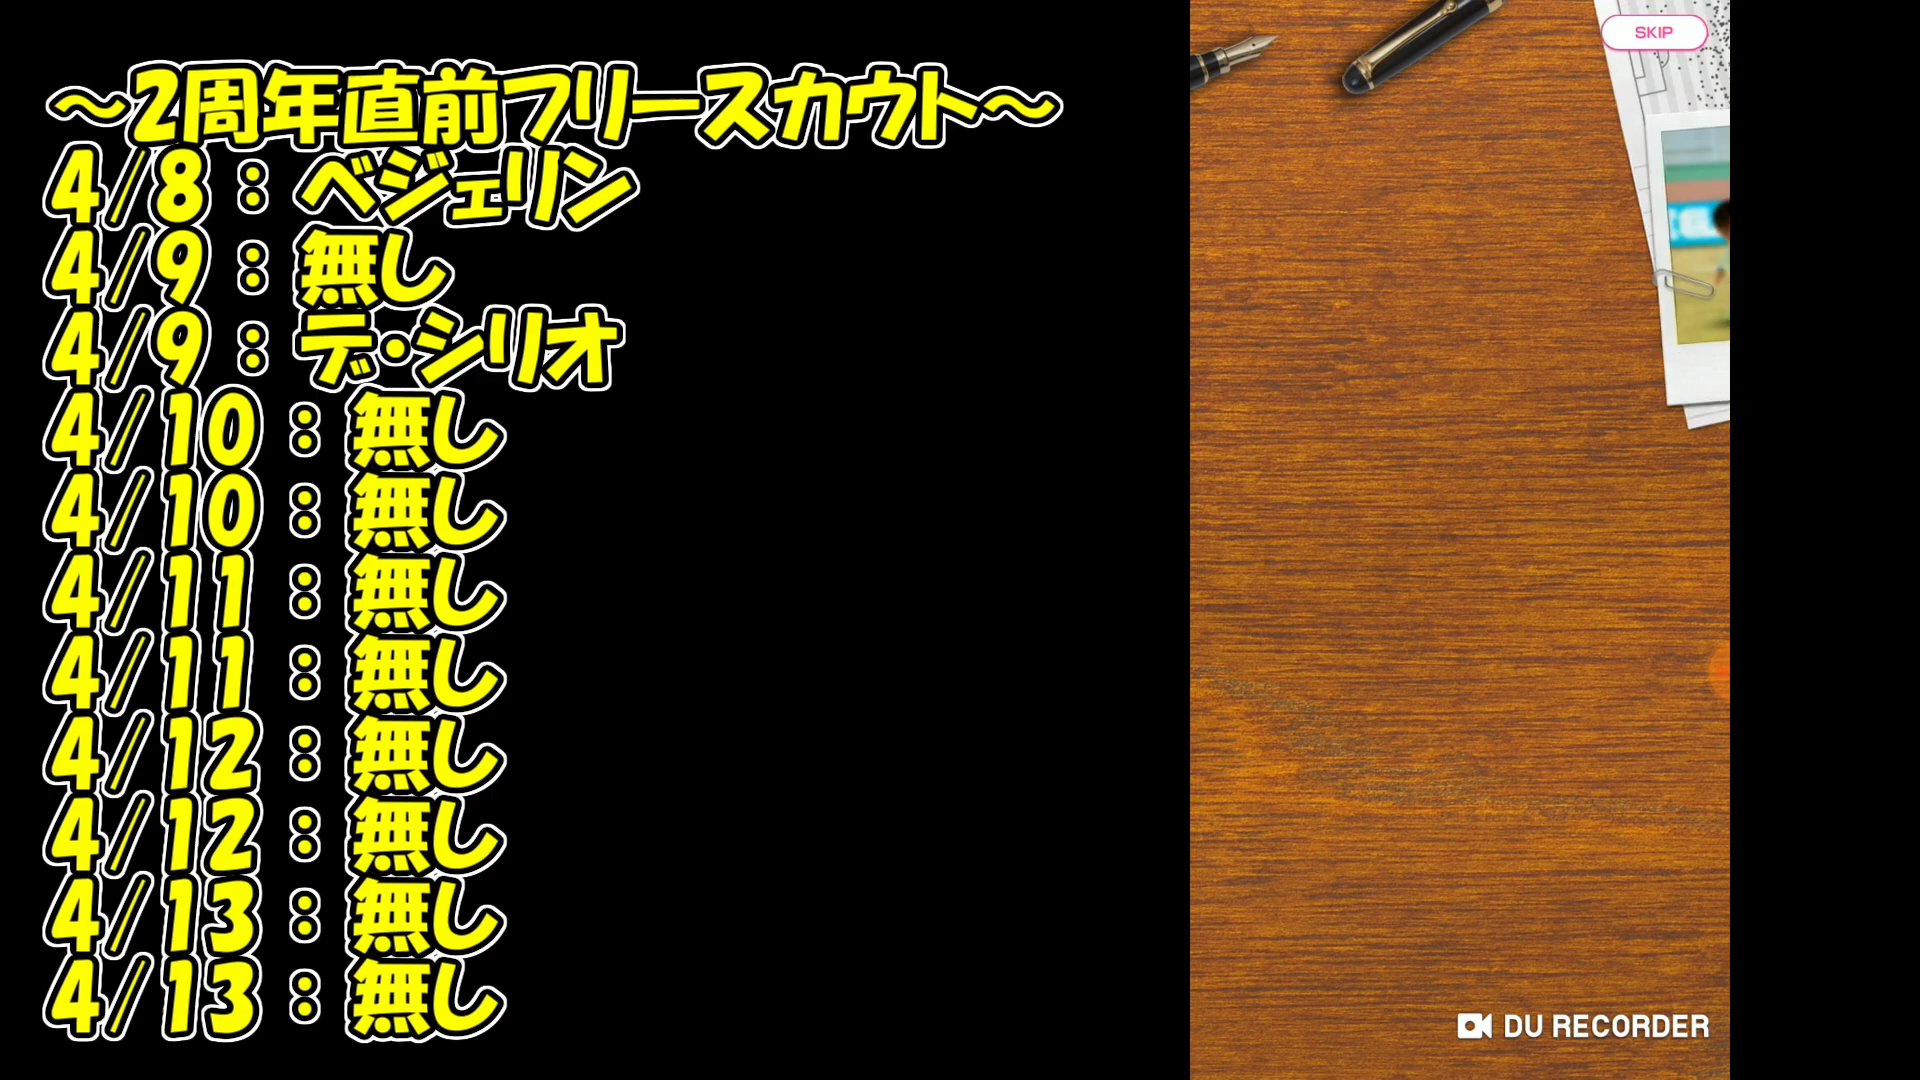 ～2周年直前フリースカウト～
4/8：ベジェリン
4/9：無し
4/9：デ・シリオ
4/10：無し
4/10：無し
4/11：無し
4/11：無し
4/12：無し
4/12：無し
4/13：無し
4/13：無し
SKIP
DU RECORDER